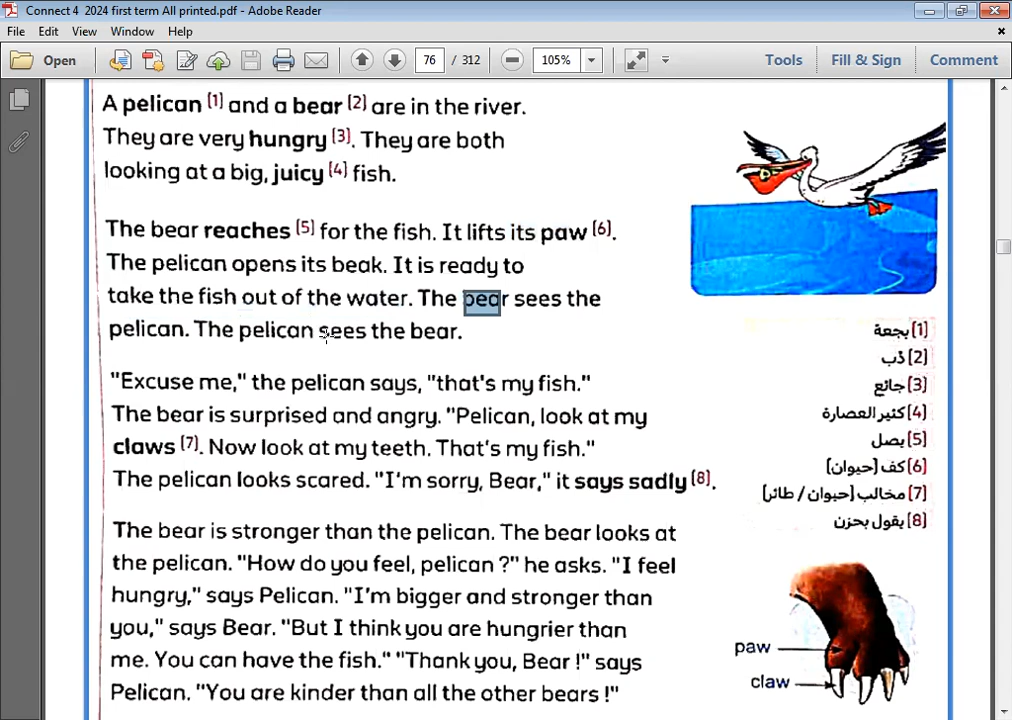 Connect 4 2024 first term All printed.pdf - Adobe Reader
File Edit View Window Help
Open 76 / 312 105% Tools Fill & Sign Comment
A pelican [1] and a bear [2] are in the river.
They are very hungry [3]. They are both
looking at a big, juicy [4] fish.
The bear reaches [5] for the fish. It lifts its paw [6].
The pelican opens its beak. It is ready to
take the fish out of the water. The bear sees the
pelican. The pelican sees the bear.
[1] بجعة
[2] دُب
[3] جائع
[4] كثير العصارة
[5] يصل
[6] كف [حيوان]
[7] مخالب [حيوان / طائر]
[8] يقول بحزن
"Excuse me," the pelican says, "that's my fish."
The bear is surprised and angry. "Pelican, look at my
claws [7]. Now look at my teeth. That's my fish."
The pelican looks scared. "I'm sorry, Bear," it says sadly [8].
The bear is stronger than the pelican. The bear looks at
the pelican. "How do you feel, pelican ?" he asks. "I feel
hungry," says Pelican. "I'm bigger and stronger than
you," says Bear. "But I think you are hungrier than
me. You can have the fish." "Thank you, Bear !" says
Pelican. "You are kinder than all the other bears !"
paw
claw